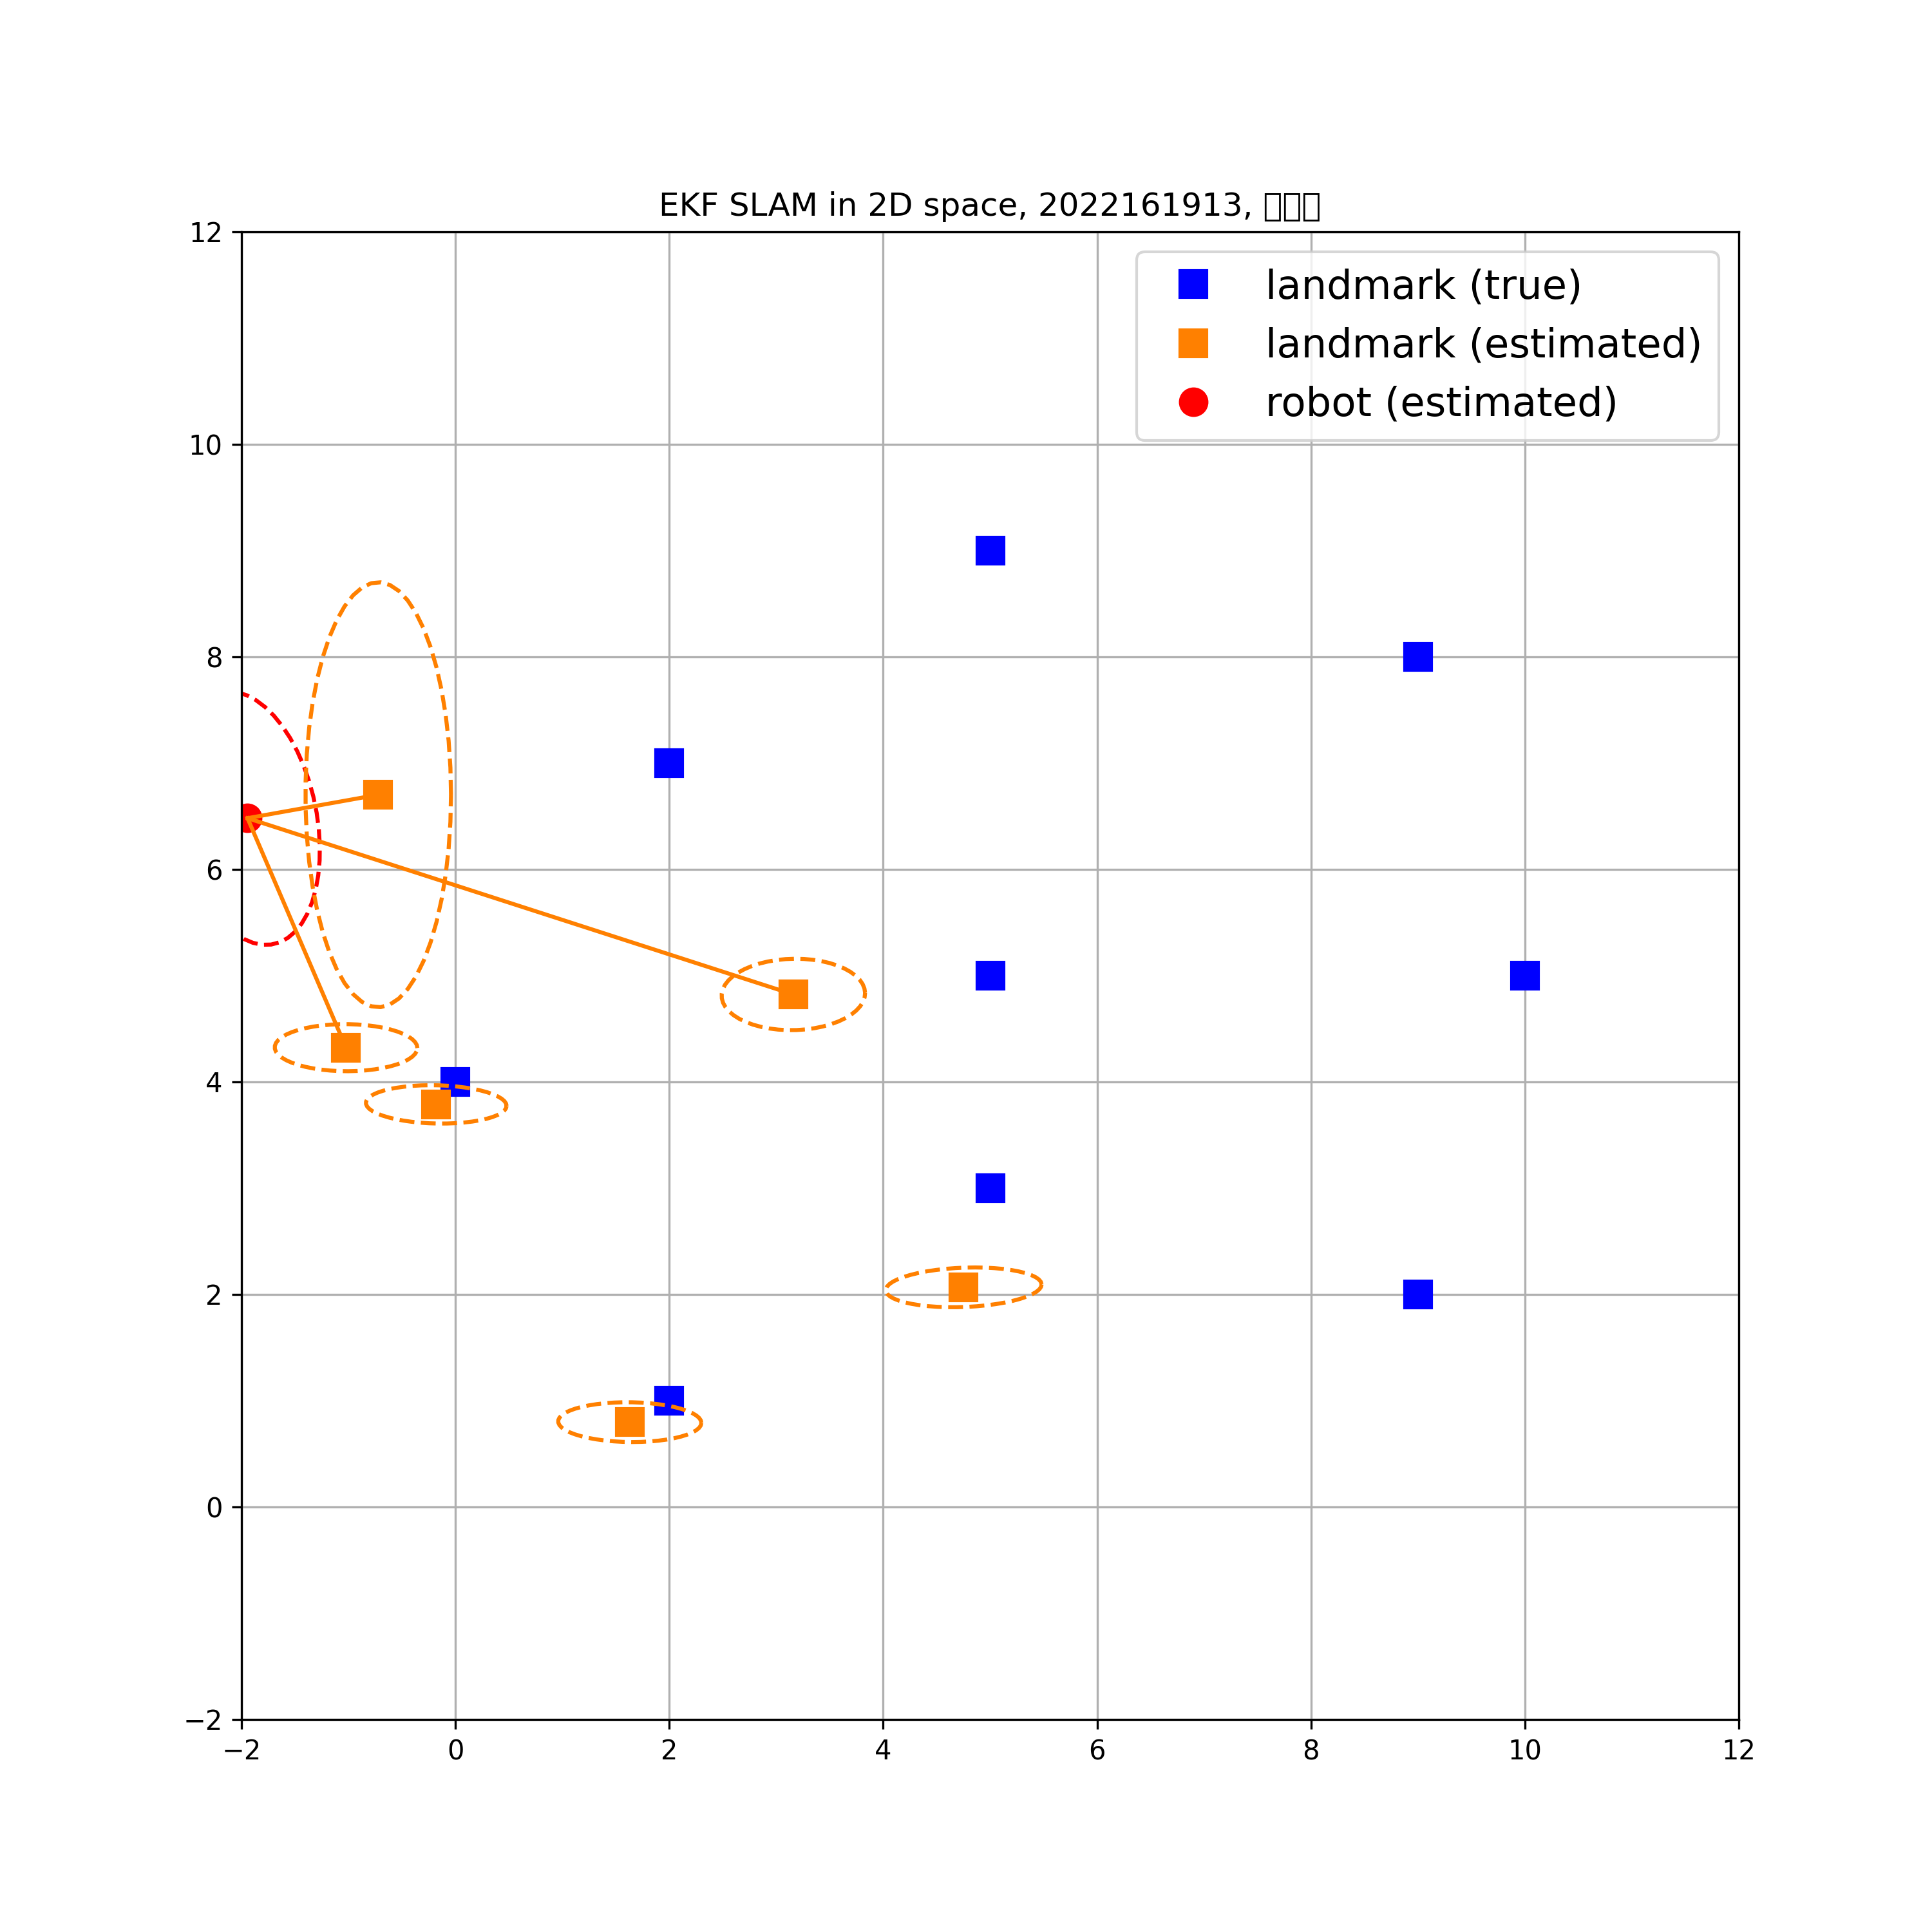 EKF SLAM in 2D space, 2022161913,
landmark (true)
landmark (estimated)
robot (estimated)
12
10
8
6
4
2
0
−2
−2 0 2 4 6 8 10 12